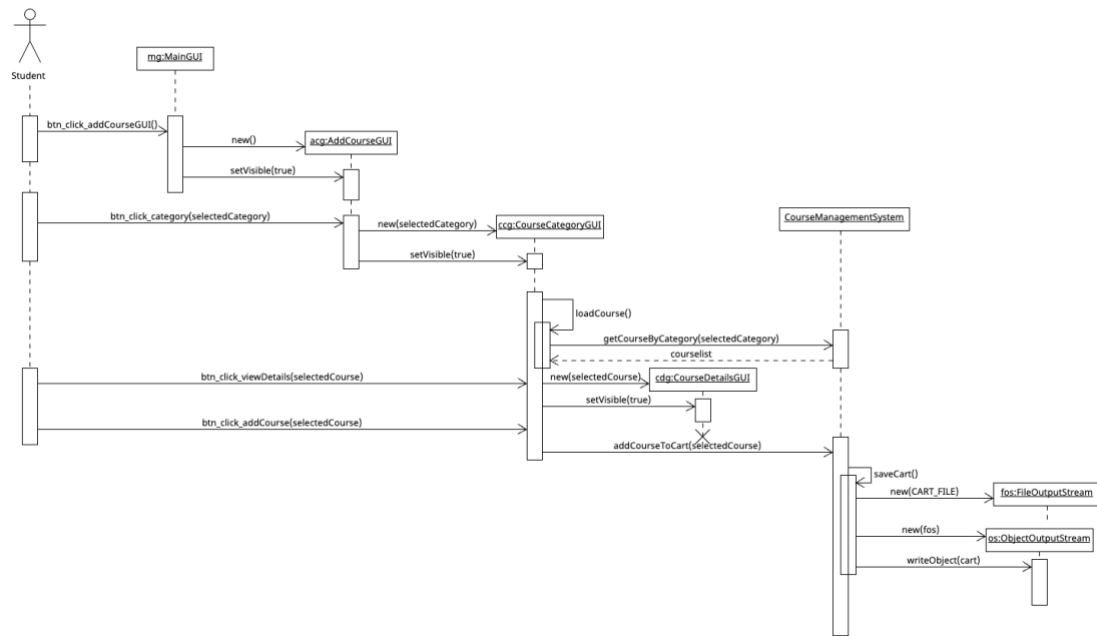 Student
mg:MainGUI
btn_click_addCourseGUI()
new()
acg:AddCourseGUI
setVisible(true)
btn_click_category(selectedCategory)
new(selectedCategory)
ccg:CourseCategoryGUI
CourseManagementSystem
setVisible(true)
loadCourse()
getCourseByCategory(selectedCategory)
courselist
btn_click_viewDetails(selectedCourse)
new(selectedCourse)
cdg:CourseDetailsGUI
setVisible(true)
btn_click_addCourse(selectedCourse)
addCourseToCart(selectedCourse)
saveCart()
new(CART_FILE)
fos:FileOutputStream
new(fos)
os:ObjectOutputStream
writeObject(cart)